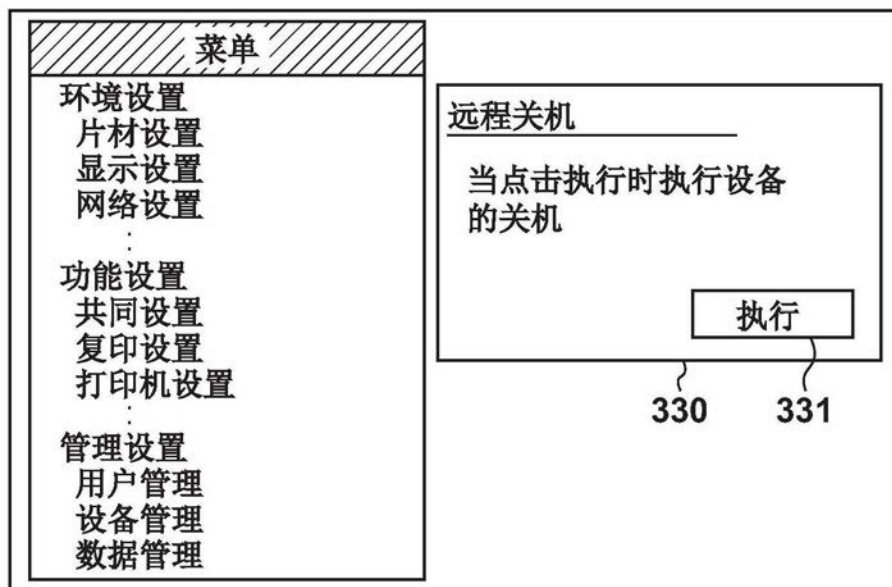 菜单
环境设置
片材设置
显示设置
网络设置
⋮
功能设置
共同设置
复印设置
打印机设置
⋮
管理设置
用户管理
设备管理
数据管理
远程关机
当点击执行时执行设备
的关机
执行
330
331